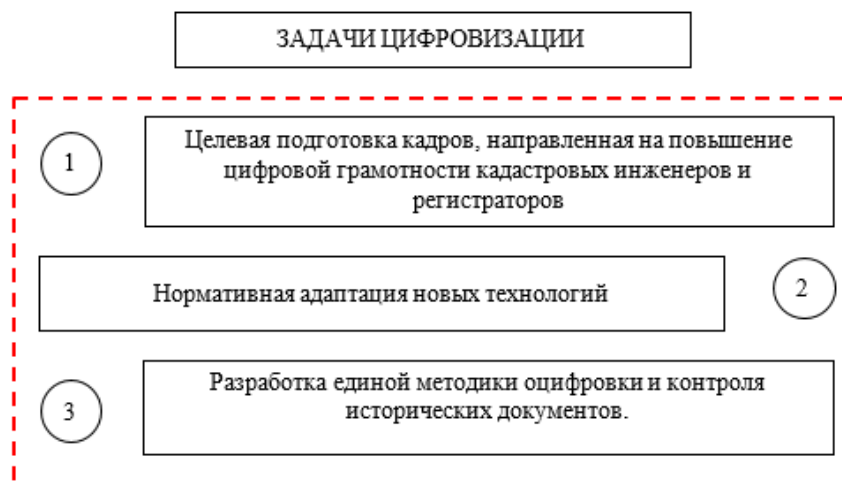 ЗАДАЧИ ЦИФРОВИЗАЦИИ
1
Целевая подготовка кадров, направленная на повышение
цифровой грамотности кадастровых инженеров и
регистраторов
Нормативная адаптация новых технологий
2
3
Разработка единой методики оцифровки и контроля
исторических документов.